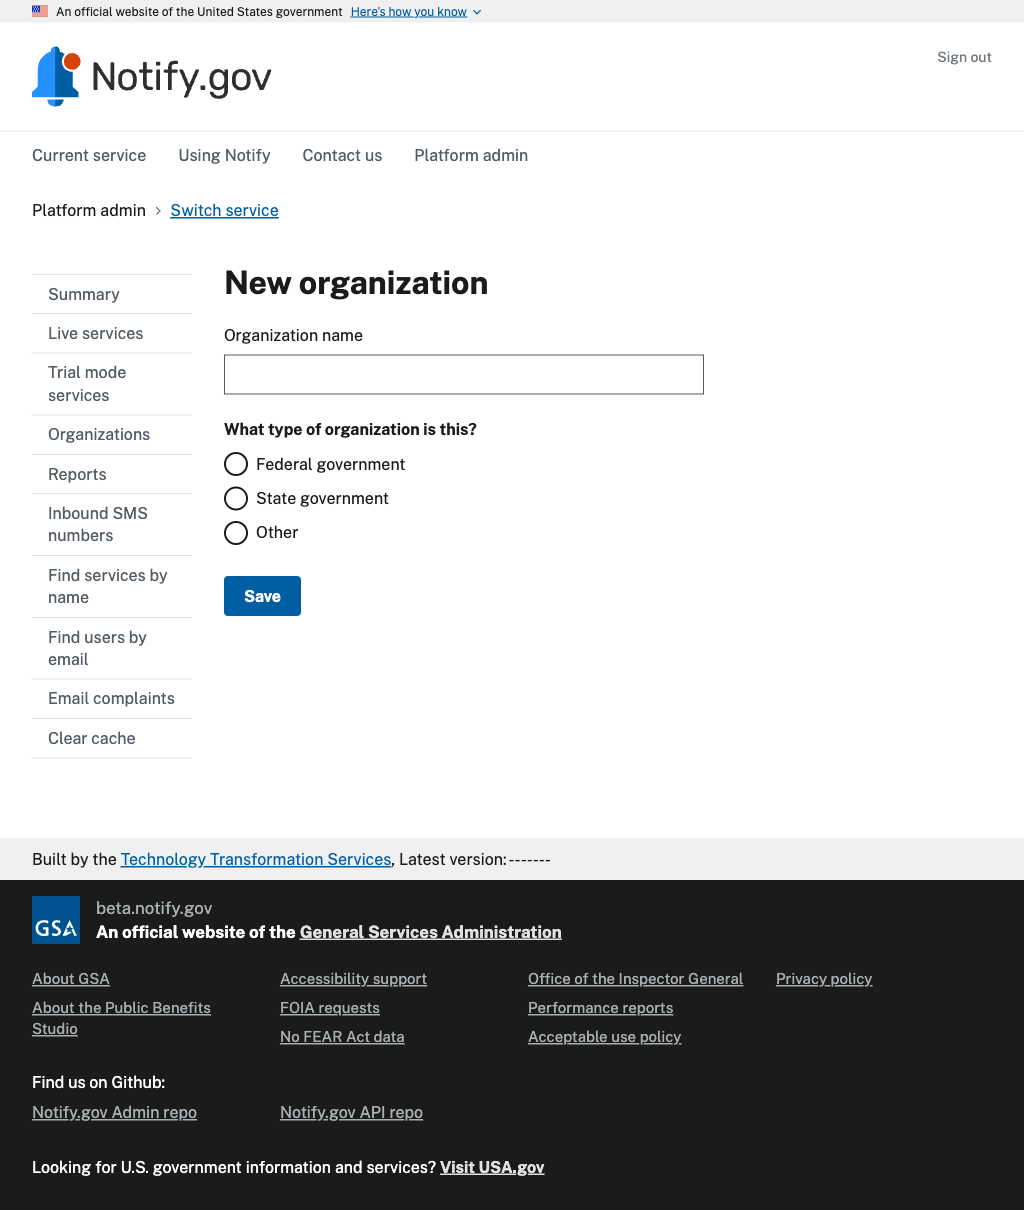 An official website of the United States government Here's how you know
Notify.gov
Sign out
Current service Using Notify Contact us Platform admin
Platform admin Switch service
Summary
Live services
Trial mode
services
Organizations
Reports
Inbound SMS
numbers
Find services by
name
Find users by
email
Email complaints
Clear cache
New organization
Organization name
What type of organization is this?
Federal government
State government
Other
Save
Built by the Technology Transformation Services, Latest version:-------
GSA
beta.notify.gov
An official website of the General Services Administration
About GSA
About the Public Benefits
Studio
Accessibility support
FOIA requests
No FEAR Act data
Office of the Inspector General
Performance reports
Acceptable use policy
Privacy policy
Find us on Github:
Notify.gov Admin repo Notify.gov API repo
Looking for U.S. government information and services? Visit USA.gov